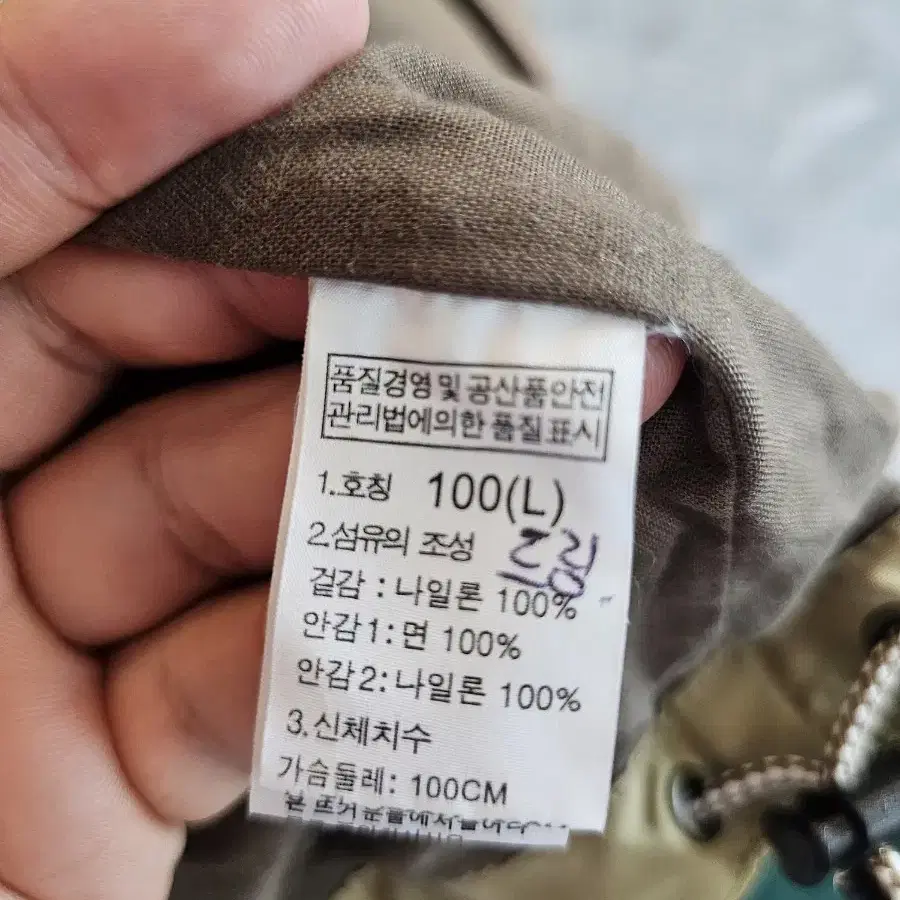 품질경영및 공산품안전
관리법에의한 품질표시
1.호칭 100(L)
2.섬유의 조성
겉감 : 나일론 100%
안감1: 면 100%
안감2: 나일론 100%
3.신체치수
가슴둘레: 100CM